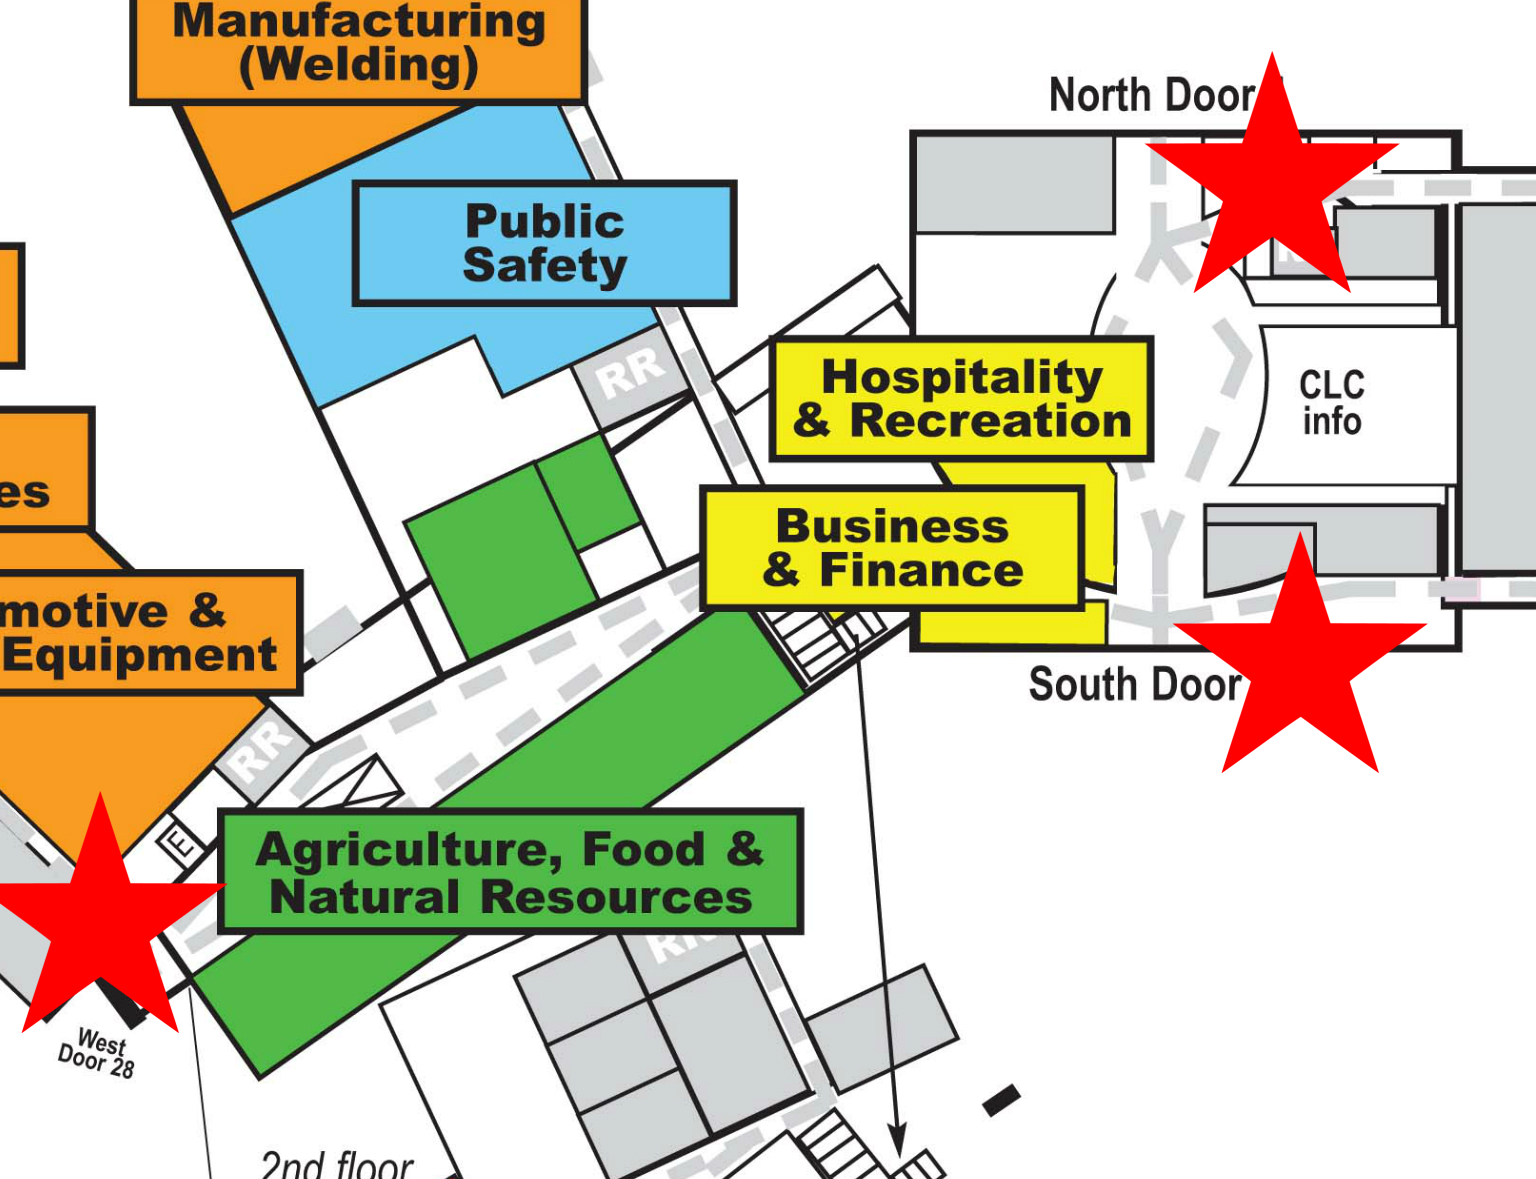 Manufacturing
(Welding)
North Door
Public
Safety
RR
Hospitality
& Recreation
CLC
info
es
Business
& Finance
motive &
Equipment
South Door
RR
E
Agriculture, Food &
Natural Resources
West
Door 28
2nd floor